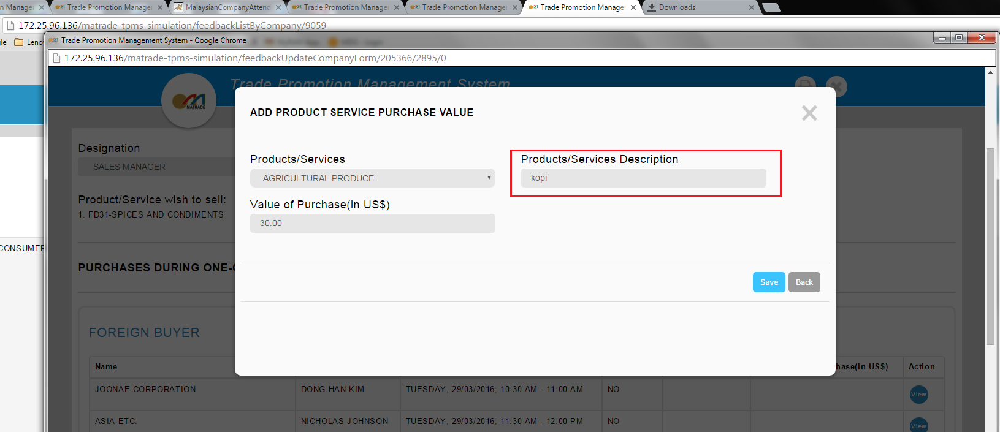 n Manager
Trade Promotion Manage
MalaysianCompanyAttend
Trade Promotion Manage
Trade Promotion Manage
Trade Promotion Manager
Downloads
172.25.96.136/matrade-tpms-simulation/feedbackListByCompany/9059
le
Leno
Trade Promotion Management System - Google Chrome
172.25.96.136/matrade-tpms-simulation/feedbackUpdateCompanyForm/205366/2895/0
Trade Promotion Management System
MATRADE
ADD PRODUCT SERVICE PURCHASE VALUE
Designation
SALES MANAGER
Products/Services
Products/Services Description
AGRICULTURAL PRODUCE
kopi
Product/Service wish to sell:
1. FD31-SPICES AND CONDIMENTS
Value of Purchase(in US$)
30.00
CONSUMER
PURCHASES DURING ONE-
Save
Back
FOREIGN BUYER
Name
hase(in US$)
Action
JOONAE CORPORATION
DONG-HAN KIM
TUESDAY, 29/03/2016; 10:30 AM - 11:00 AM
NO
View
ASIA ETC.
NICHOLAS JOHNSON
TUESDAY, 29/03/2016; 11:30 AM - 12:00 PM
NO
View